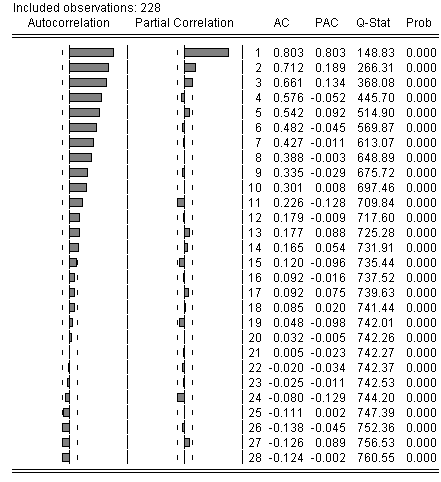 Included observations: 228
Autocorrelation Partial Correlation AC PAC Q-Stat Prob
1 0.803 0.803 148.83 0.000
2 0.712 0.189 266.31 0.000
3 0.661 0.134 368.08 0.000
4 0.576 -0.052 445.70 0.000
5 0.542 0.092 514.90 0.000
6 0.482 -0.045 569.87 0.000
7 0.427 -0.011 613.07 0.000
8 0.388 -0.003 648.89 0.000
9 0.335 -0.029 675.72 0.000
10 0.301 0.008 697.46 0.000
11 0.226 -0.128 709.84 0.000
12 0.179 -0.009 717.60 0.000
13 0.177 0.088 725.28 0.000
14 0.165 0.054 731.91 0.000
15 0.120 -0.096 735.44 0.000
16 0.092 -0.016 737.52 0.000
17 0.092 0.075 739.63 0.000
18 0.085 0.020 741.44 0.000
19 0.048 -0.098 742.01 0.000
20 0.032 -0.005 742.26 0.000
21 0.005 -0.023 742.27 0.000
22 -0.020 -0.034 742.37 0.000
23 -0.025 -0.011 742.53 0.000
24 -0.080 -0.129 744.20 0.000
25 -0.111 0.002 747.39 0.000
26 -0.138 -0.045 752.36 0.000
27 -0.126 0.089 756.53 0.000
28 -0.124 -0.002 760.55 0.000